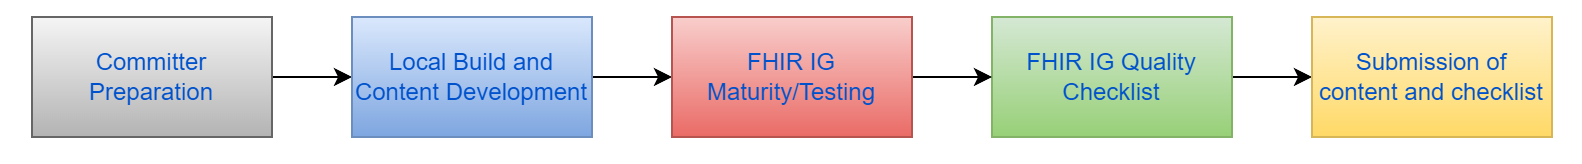 Committer
Preparation
Local Build and
Content Development
FHIR IG
Maturity/Testing
FHIR IG Quality
Checklist
Submission of
content and checklist